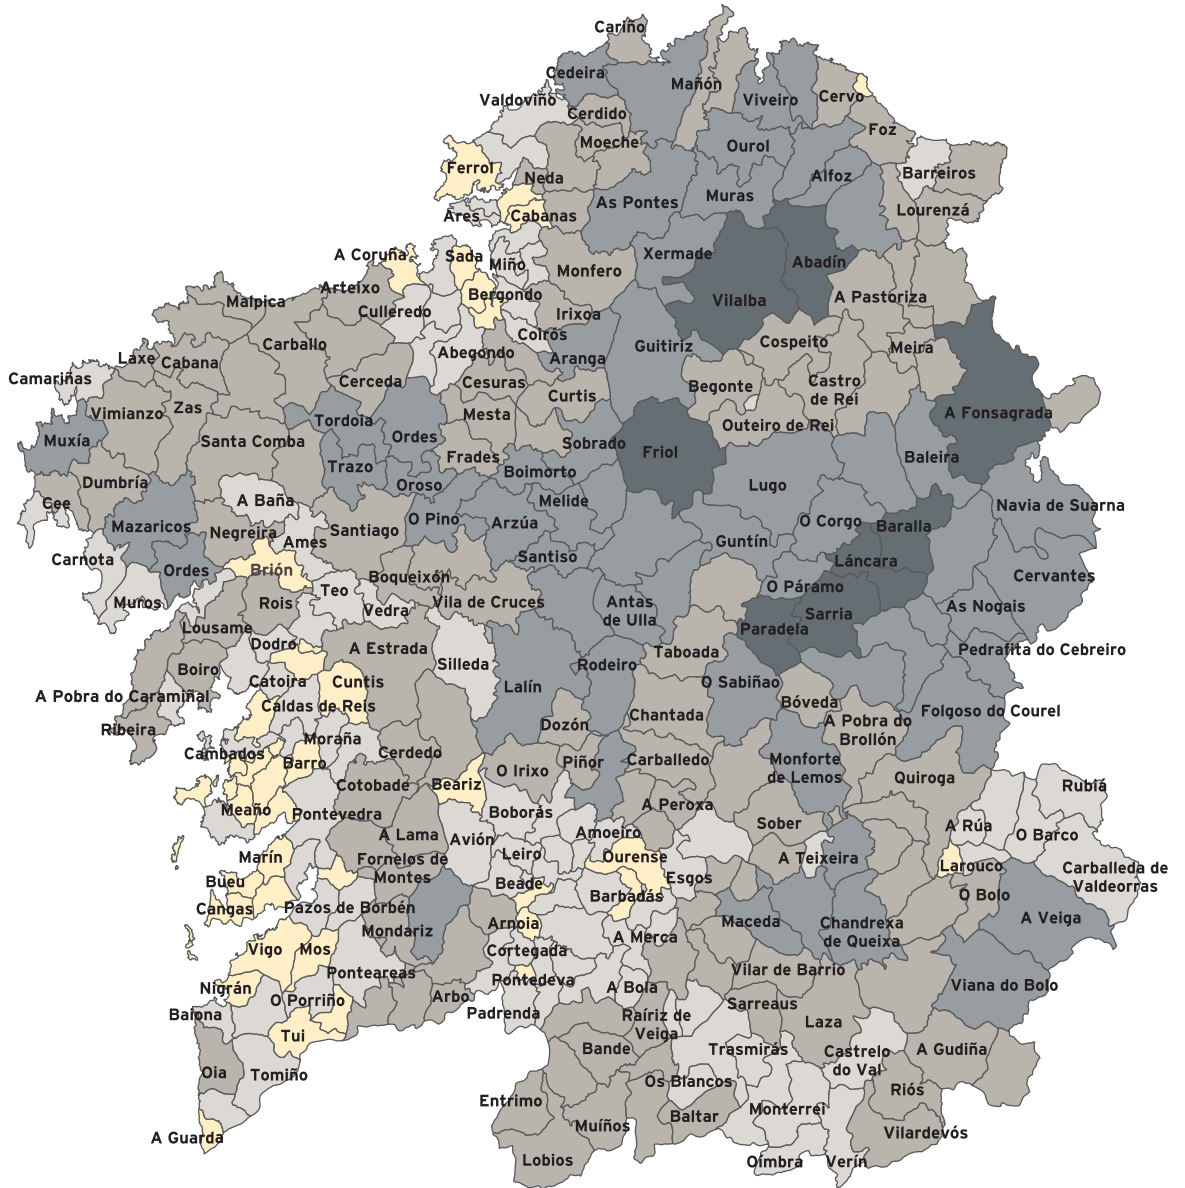 Cariño
Cedeira
Mañón
Valdoviño
Viveiro
Cervo
Cerdido
Foz
Moeche
Ourol
Ferrol
Neda
Alfoz
Barreiros
As Pontes
Muras
Ares
Cabanas
Lourenzá
A Coruña
Sada
Miño
Xermade
Abadín
Monfero
Arteixo
Malpica
Bergondo
Vilalba
A Pastoriza
Culleredo
Irixoa
Coirós
Carballo
Abegondo
Aranga
Guitiriz
Cospeito
Meira
Laxe
Cabana
Camariñas
Cerceda
Cesuras
Begonte
Castro
de Rei
Curtis
Zas
Vimianzo
Tordoia
Mesta
A Fonsagrada
Outeiro de Rei
Muxía
Santa Comba
Ordes
Sobrado
Friol
Frades
Baleira
Trazo
Boimorto
Dumbría
Oroso
Lugo
A Baña
Melide
Cee
Navia de Suarna
Mazaricos
Negreira
Santiago
O Pino
Arzúa
O Corgo
Baralla
Ames
Guntín
Carnota
Santiso
Láncara
Ordes
Brión
Boqueixón
Cervantes
Teo
O Páramo
Muros
Rois
Vedra
Vila de Cruces
Antas
de Ulla
Sarria
As Nogais
Lousame
Paradela
Dodro
A Estrada
Taboada
Pedrafita do Cebreiro
Silleda
Rodeiro
Boiro
Catoira
Cuntis
Lalín
O Sabiñao
A Pobra do Caramiñal
Caldas de Reis
Bóveda
Chantada
Folgoso do Courel
Ribeira
Dozón
A Pobra do
Brollón
Moraña
Cambados
Cerdedo
Barro
Piñor
Carballedo
Monforte
de Lemos
O Irixo
Quiroga
Cotobade
Beariz
Rubiá
Meaño
Pontevedra
Boborás
A Peroxa
Sober
A Rúa
A Lama
Avión
Amoeiro
O Barco
Marín
Fornelos de
Montes
Leiro
Ourense
A Teixeira
Larouco
Carballeda de
Valdeorras
Bueu
Beade
Esgos
Barbadás
O Bolo
Cangas
Pazos de Borbén
Arnoia
Maceda
Chandrexa
de Queixa
A Veiga
Mondariz
A Merca
Vigo
Mos
Cortegada
Ponteareas
Vilar de Barrio
Nigrán
Pontedeva
A Bola
Viana do Bolo
O Porriño
Arbo
Sarreaus
Baiona
Padrenda
Raíriz de
Veiga
Laza
Tui
Bande
Trasmirás
Castrelo
do Val
A Gudiña
Oia
Tomiño
Os Blancos
Riós
Entrimo
Monterrei
Baltar
A Guarda
Muíños
Vilardevós
Lobios
Oímbra
Verín